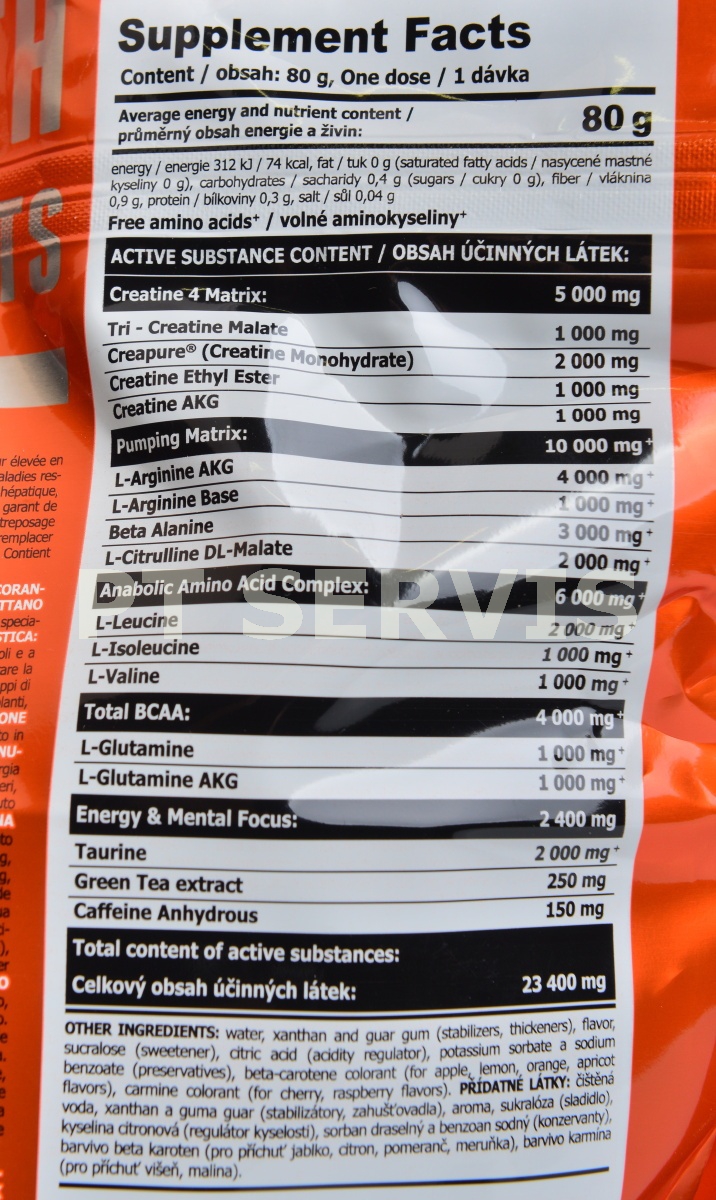 Supplement Facts
Content / obsah: 80 g, One dose / 1 dávka
Average energy and nutrient content /
průměrný obsah energie a živin:
80 g
energy / energie 312 kJ / 74 kcal, fat / tuk 0 g (saturated fatty acids / nasycené mastné
kyseliny 0 g), carbohydrates / sacharidy 0,4 g (sugars / cukry 0 g), fiber / vláknina
0,9 g, protein / bílkoviny 0,3 g, salt / sůl 0,04 g
Free amino acids+ / volné aminokyseliny+
ACTIVE SUBSTANCE CONTENT / OBSAH ÚČINNÝCH LÁTEK:
Creatine 4 Matrix: 5 000 mg
Tri - Creatine Malate 1 000 mg
Creapure® (Creatine Monohydrate) 2 000 mg
Creatine Ethyl Ester 1 000 mg
Creatine AKG 1 000 mg
Pumping Matrix: 10 000 mg+
L-Arginine AKG 4 000 mg+
L-Arginine Base 1 000 mg+
Beta Alanine 3 000 mg+
L-Citrulline DL-Malate 2 000 mg+
Anabolic Amino Acid Complex: 6 000 mg+
L-Leucine 2 000 mg+
L-Isoleucine 1 000 mg+
L-Valine 1 000 mg+
Total BCAA: 4 000 mg+
L-Glutamine 1 000 mg+
L-Glutamine AKG 1 000 mg+
Energy & Mental Focus: 2 400 mg
Taurine 2 000 mg+
Green Tea extract 250 mg
Caffeine Anhydrous 150 mg
Total content of active substances:
Celkový obsah účinných látek: 23 400 mg
OTHER INGREDIENTS: water, xanthan and guar gum (stabilizers, thickeners), flavor,
sucralose (sweetener), citric acid (acidity regulator), potassium sorbate a sodium
benzoate (preservatives), beta-carotene colorant (for apple, lemon, orange, apricot
flavors), carmine colorant (for cherry, raspberry flavors). PŘÍDATNÉ LÁTKY: čištěná
voda, xanthan a guma guar (stabilizátory, zahušťovadla), aroma, sukralóza (sladidlo),
kyselina citronová (regulátor kyselosti), sorban draselný a benzoan sodný (konzervanty),
barvivo beta karoten (pro příchuť jablko, citron, pomeranč, meruňka), barvivo karmína
(pro příchuť višeň, malina).
PT SERVIS
élevée en
hépatique,
garant de
Contient